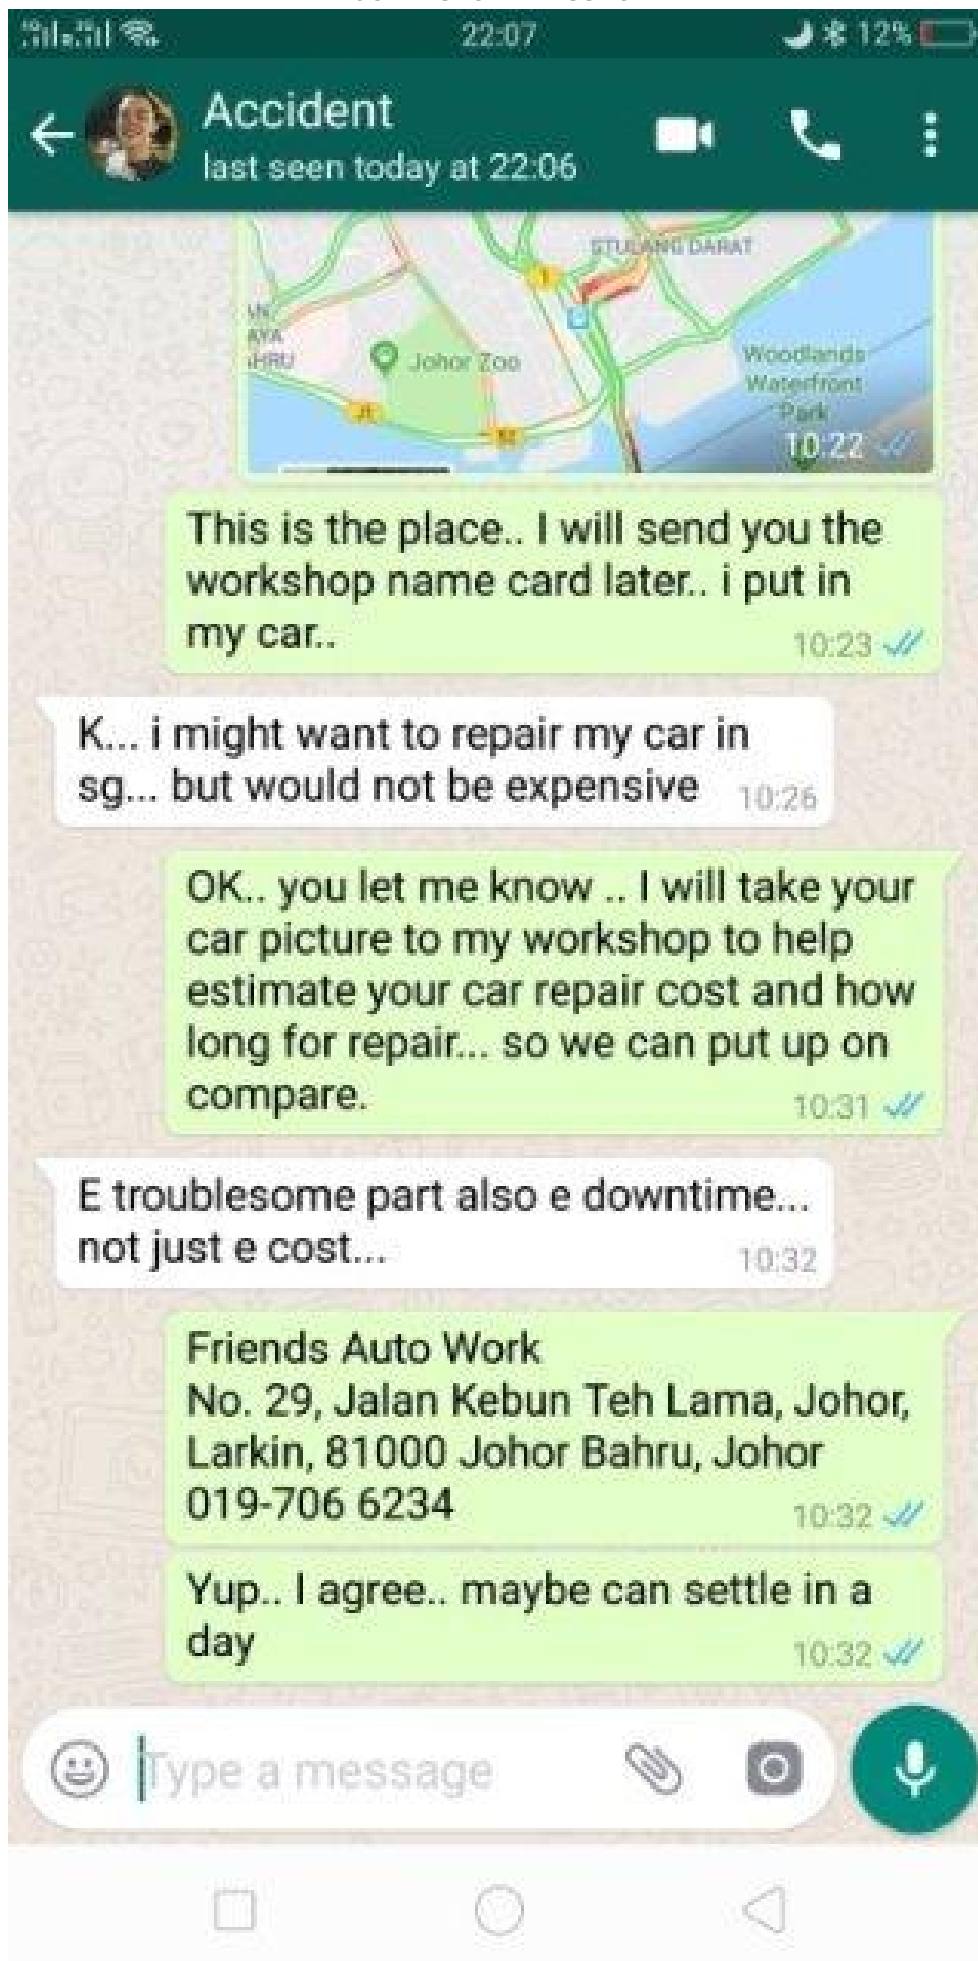 22:07
12%
Accident
last seen today at 22:06
STULANG DARAT
AYA
Johor Zoo
Woodlands
Waterfront
Park
10:22
This is the place.. I will send you the
workshop name card later.. i put in
my car..
10:23
K... i might want to repair my car in
sg... but would not be expensive
10:26
OK.. you let me know .. I will take your
car picture to my workshop to help
estimate your car repair cost and how
long for repair... so we can put up on
compare.
10:31
E troublesome part also e downtime...
not just e cost...
10:32
Friends Auto Work
No. 29, Jalan Kebun Teh Lama, Johor,
Larkin, 81000 Johor Bahru, Johor
019-706 6234
10:32
Yup.. I agree.. maybe can settle in a
day
10:32
Type a message